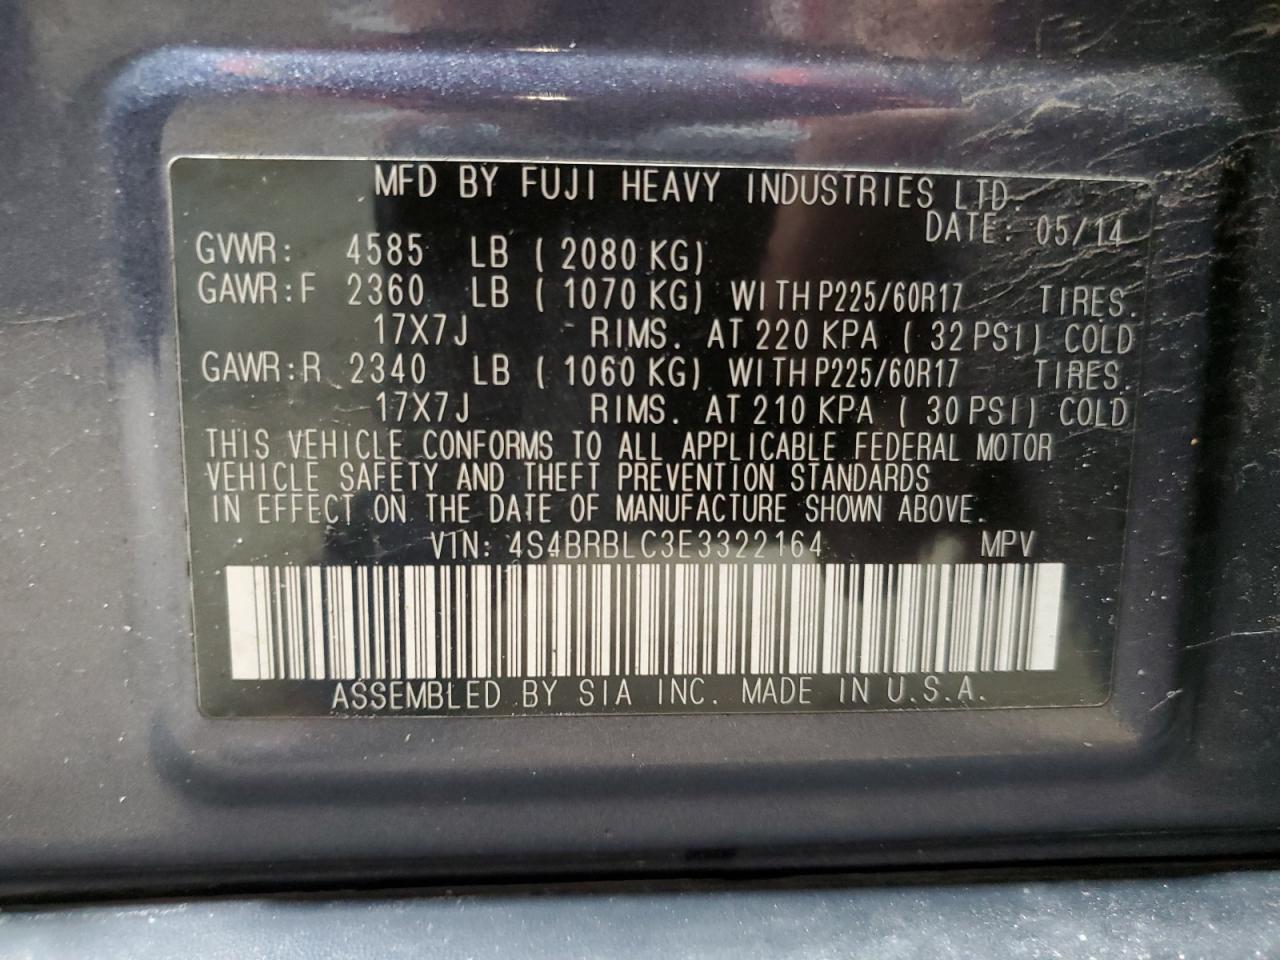 MFD BY FUJI HEAVY INDUSTRIES LTD.
DATE: 05/14
GVWR: 4585 LB ( 2080 KG)
GAWR:F 2360 LB ( 1070 KG) WITH P225/60R17 TIRES.
17X7J RIMS. AT 220 KPA ( 32 PSI) COLD
GAWR:R 2340 LB ( 1060 KG) WITH P225/60R17 TIRES.
17X7J RIMS. AT 210 KPA ( 30 PSI) COLD
THIS VEHICLE CONFORMS TO ALL APPLICABLE FEDERAL MOTOR
VEHICLE SAFETY AND THEFT PREVENTION STANDARDS
IN EFFECT ON THE DATE OF MANUFACTURE SHOWN ABOVE.
VIN: 4S4BRBLC3E3322164 MPV
ASSEMBLED BY SIA INC. MADE IN U.S.A.